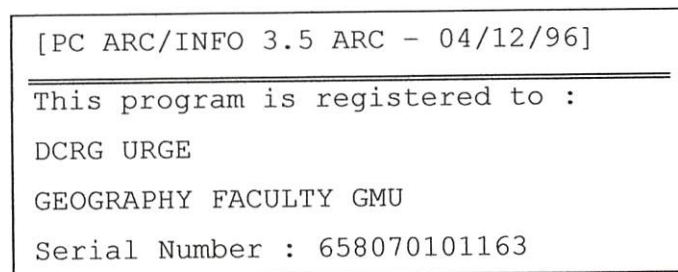 [PC ARC/INFO 3.5 ARC – 04/12/96]
This program is registered to :
DCRG URGE
GEOGRAPHY FACULTY GMU
Serial Number : 658070101163